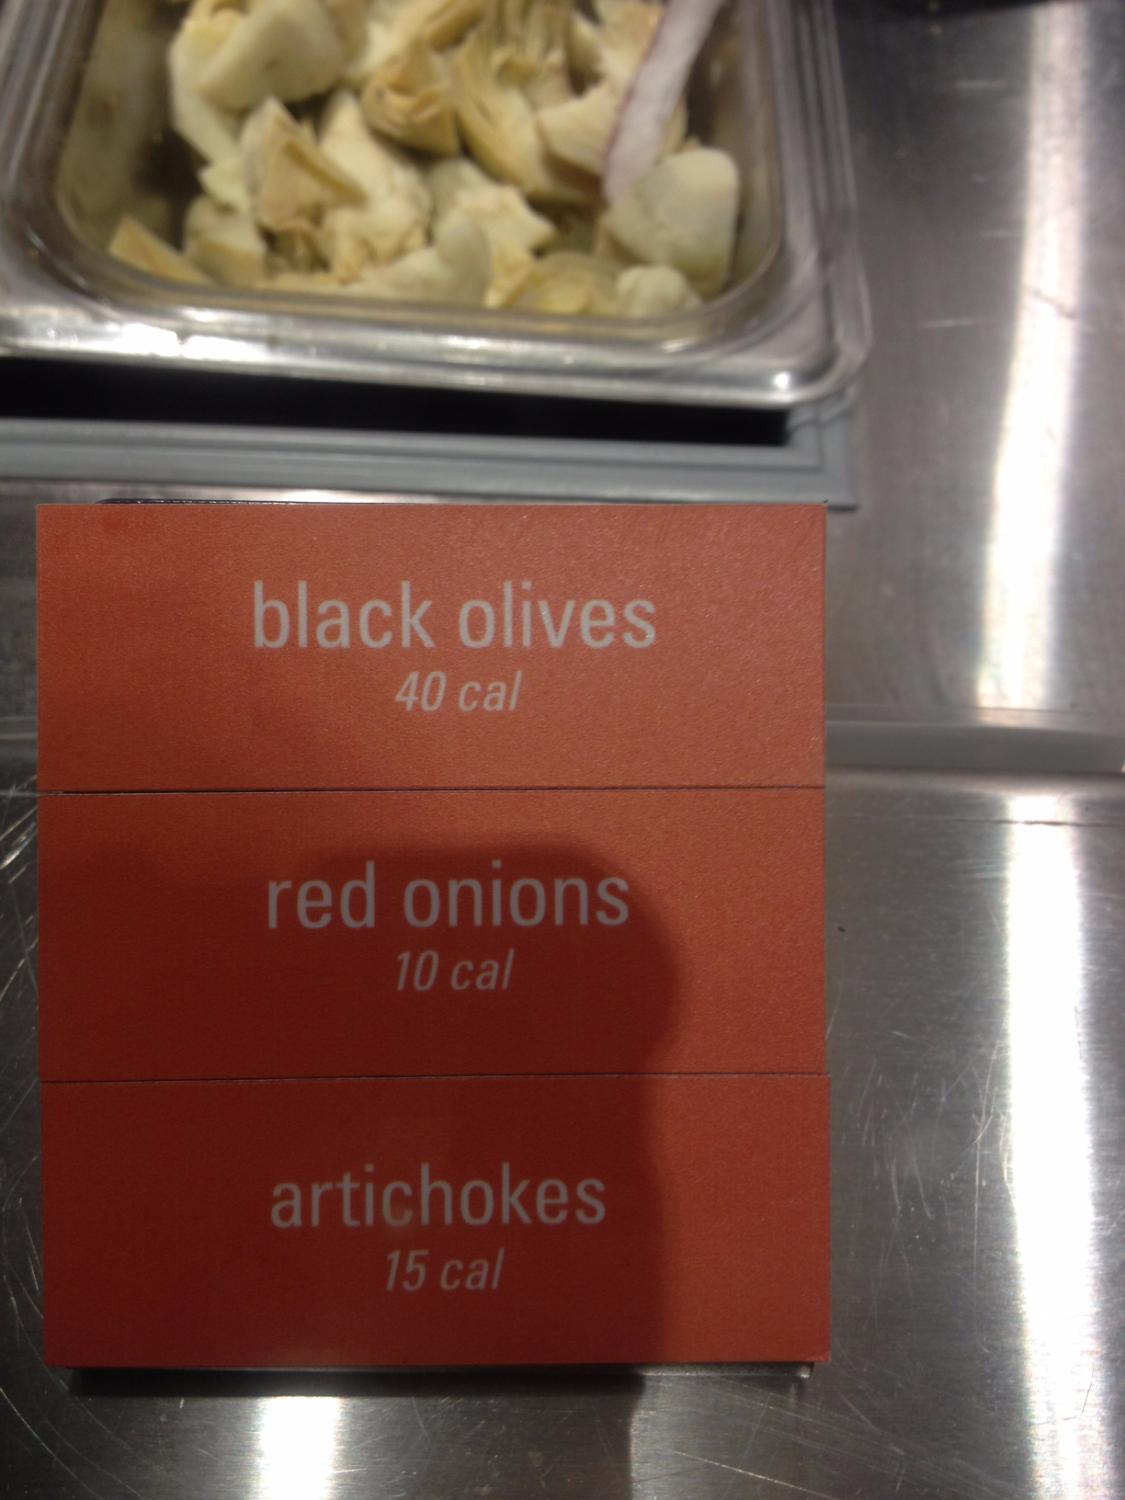 black olives
40 cal
red onions
10 cal
artichokes
15 cal